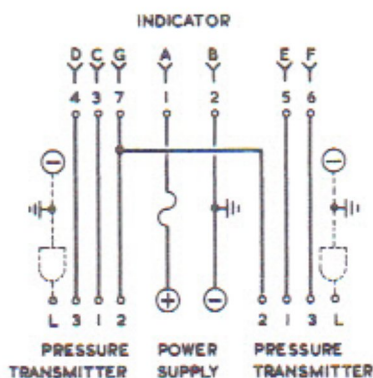 INDICATOR
D C G A B E F
4 3 7 1 2 5 6
L 3 1 2 + − 2 1 3 L
PRESSURE TRANSMITTER
POWER SUPPLY
PRESSURE TRANSMITTER